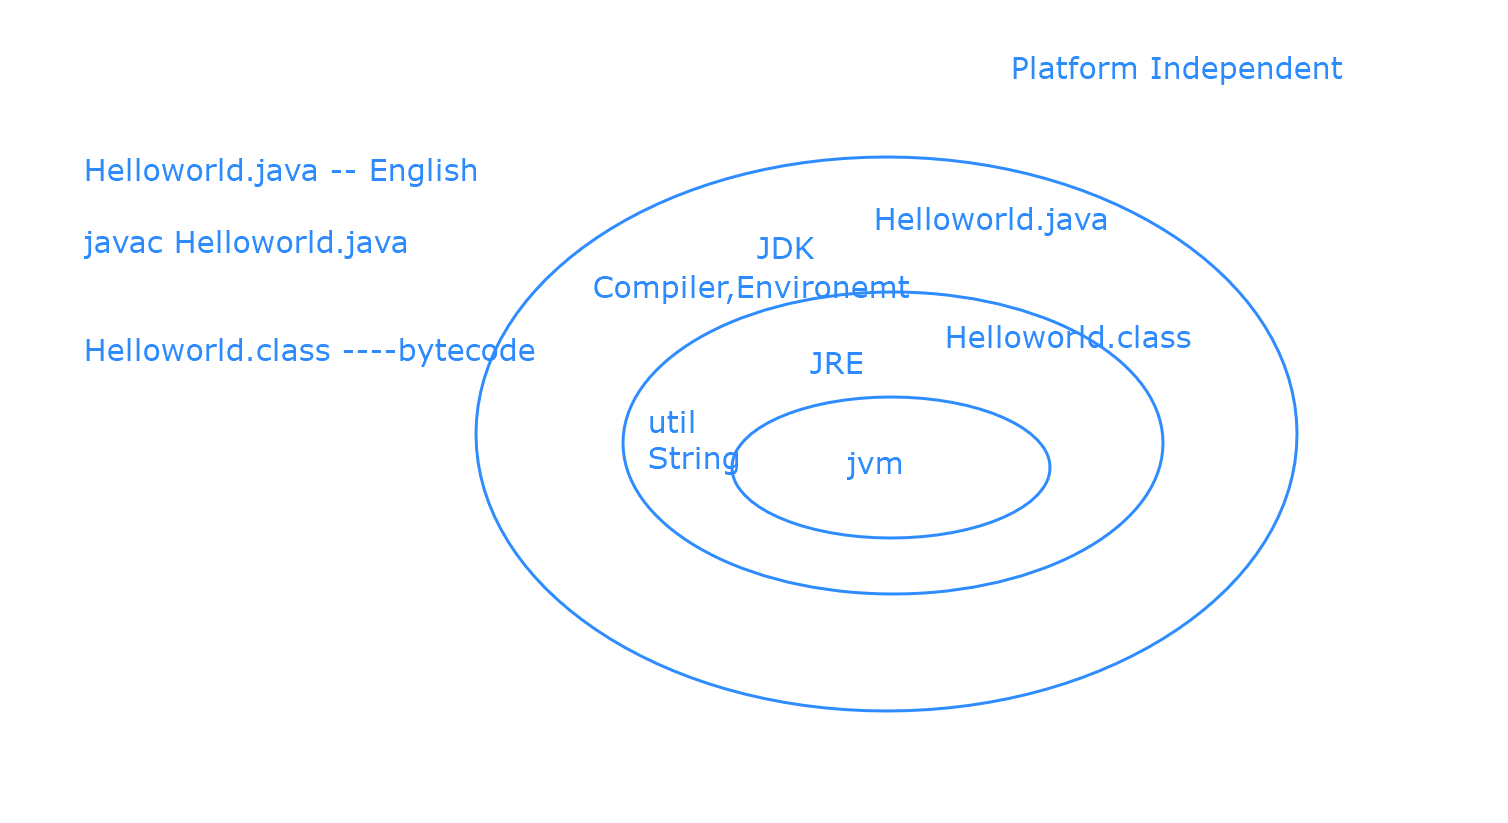 Platform Independent
Helloworld.java -- English
javac Helloworld.java
Helloworld.class ----bytecode
Helloworld.java
JDK
Compiler,Environemt
Helloworld.class
JRE
util
String
jvm